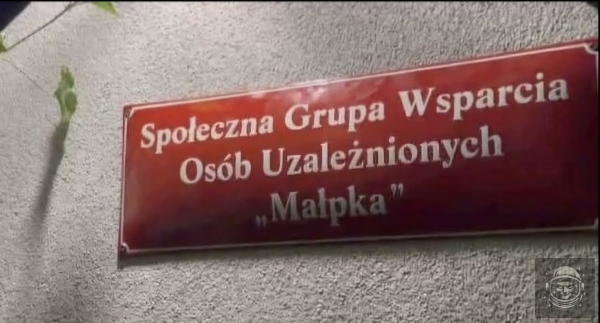 Społeczna Grupa Wsparcia
Osób Uzależnionych
„Małpka”